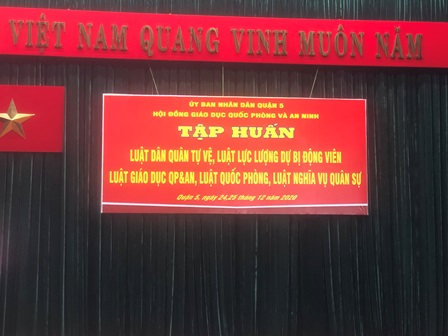 VIỆT NAM QUANG VINH MUÔN NĂM
ỦY BAN NHÂN DÂN QUẬN 5
HỘI ĐỒNG GIÁO DỤC QUỐC PHÒNG VÀ AN NINH
TẬP HUẤN
LUẬT DÂN QUÂN TỰ VỆ, LUẬT LỰC LƯỢNG DỰ BỊ ĐỘNG VIÊN
LUẬT GIÁO DỤC QP&AN, LUẬT QUỐC PHÒNG, LUẬT NGHĨA VỤ QUÂN SỰ
Quận 5, ngày 24,25 tháng 12 năm 2020